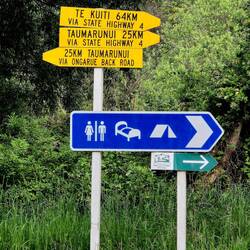 TE KUITI 64KM
VIA STATE HIGHWAY 4
TAUMARUNUI 25KM
VIA STATE HIGHWAY 4
25KM TAUMARUNUI
VIA ONGARUE BACK ROAD